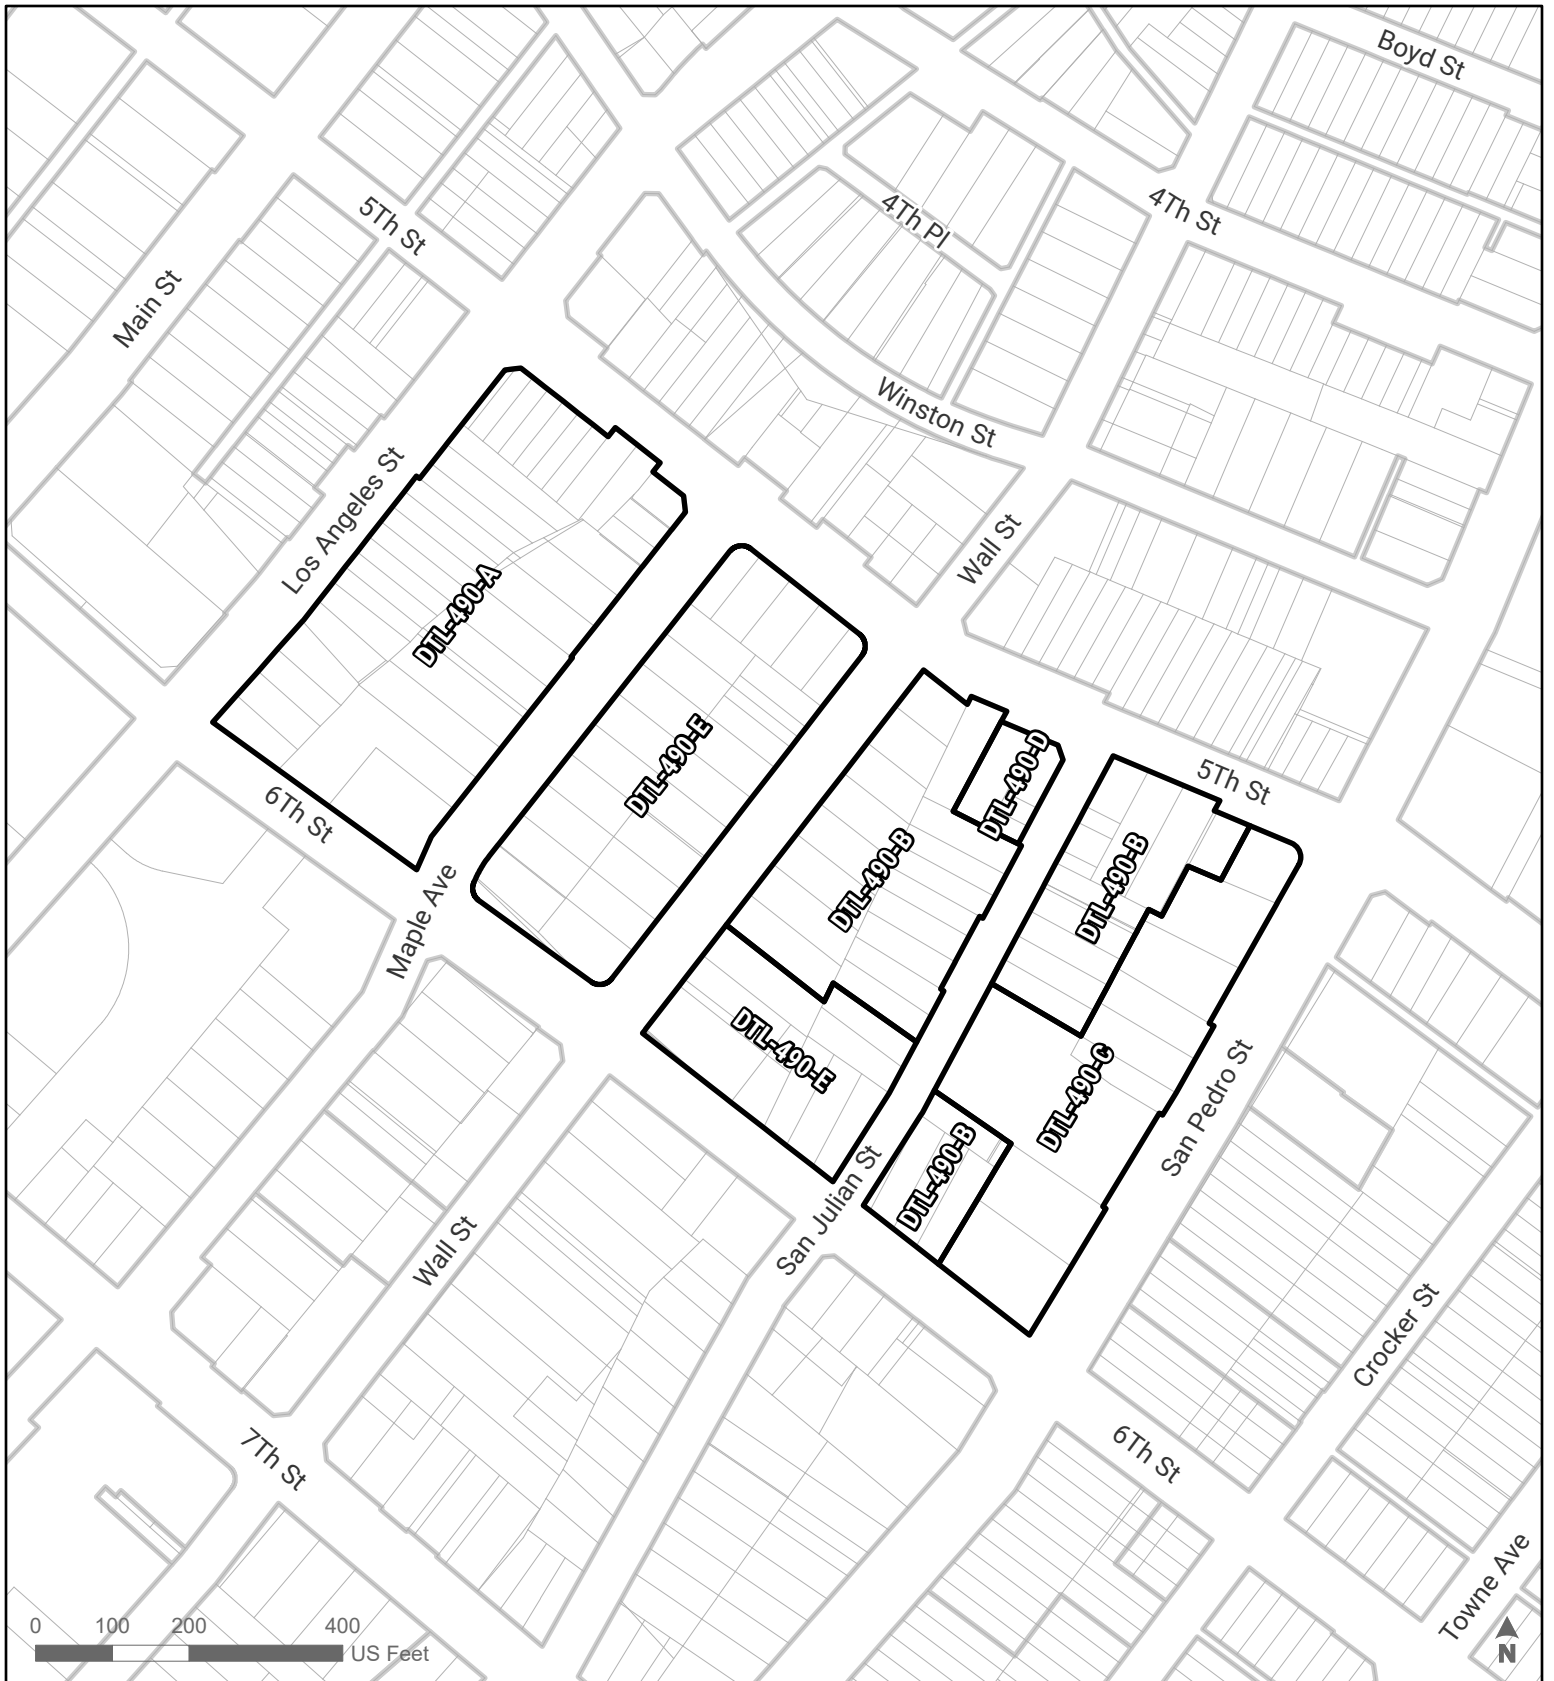 Boyd St
4Th St
4Th Pl
5Th St
Main St
Winston St
Los Angeles St
Wall St
DTL-490-A
DTL-490-E
DTL-490-D
5Th St
6Th St
DTL-490-B
DTL-490-B
Maple Ave
DTL-490-E
DTL-490-C
San Pedro St
DTL-490-B
San Julian St
Wall St
Crocker St
7Th St
6Th St
Towne Ave
0 100 200 400
US Feet
N